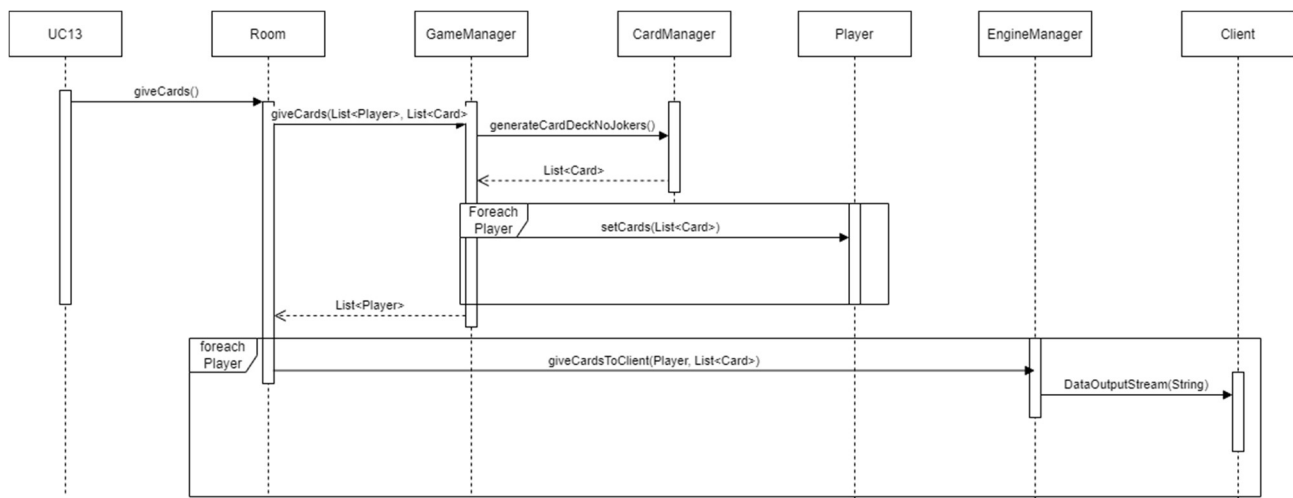 UC13
Room
GameManager
CardManager
Player
EngineManager
Client
giveCards()
giveCards(List<Player>, List<Card>
generateCardDeckNoJokers()
List<Card>
Foreach
Player
setCards(List<Card>)
List<Player>
foreach
Player
giveCardsToClient(Player, List<Card>)
DataOutputStream(String)